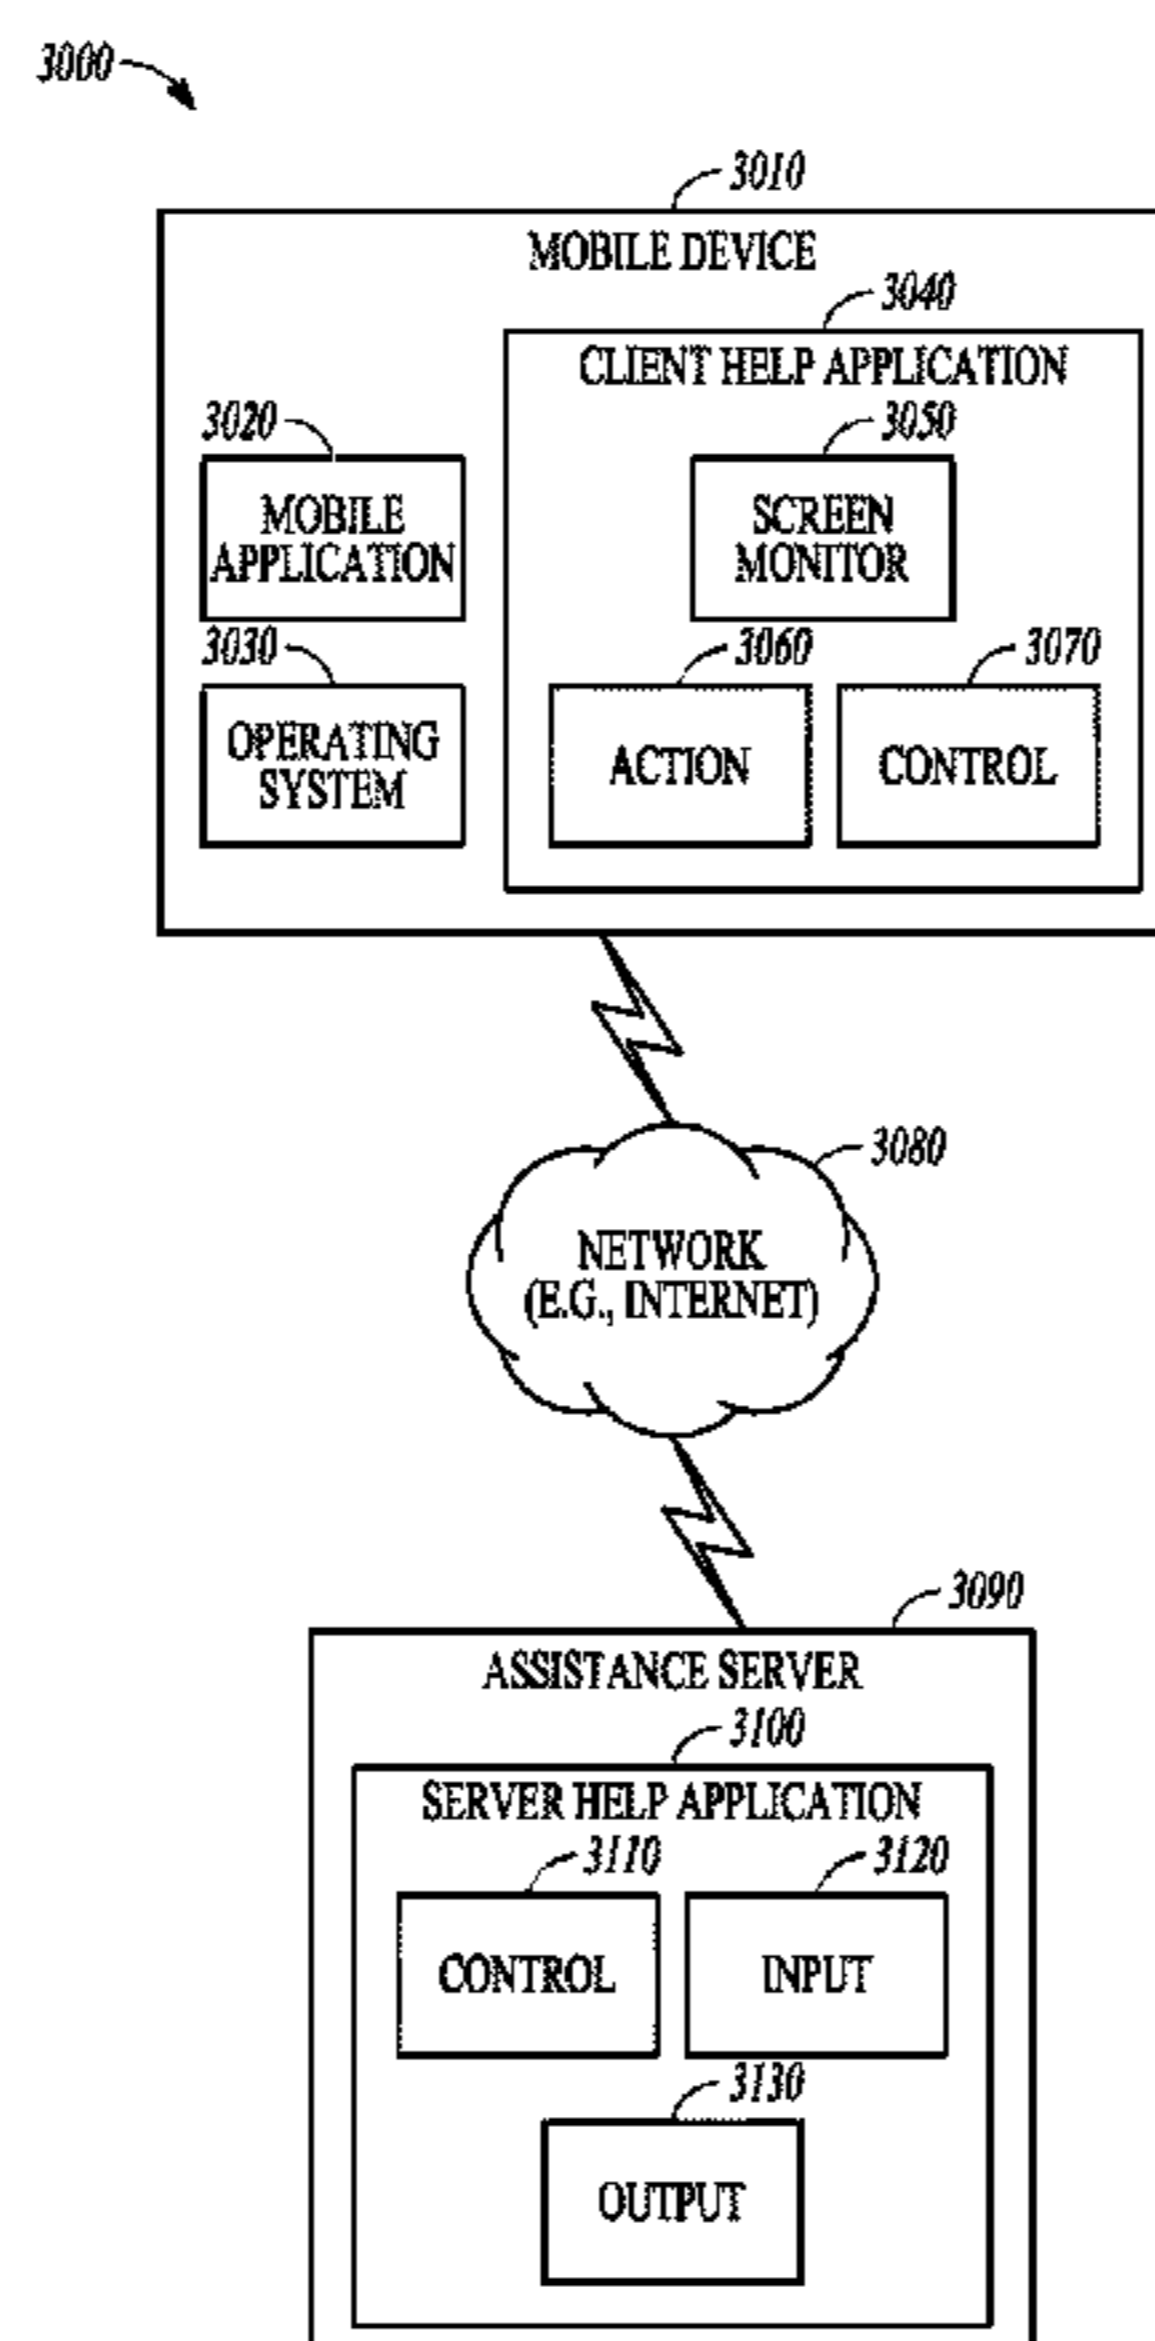 3000
3010
MOBILE DEVICE
3040
CLIENT HELP APPLICATION
3020
3050
MOBILE
APPLICATION
SCREEN
MONITOR
3030
3060
3070
OPERATING
SYSTEM
ACTION
CONTROL
3080
NETWORK
(E.G., INTERNET)
3090
ASSISTANCE SERVER
3100
SERVER HELP APPLICATION
3110
3120
CONTROL
INPUT
3130
OUTPUT